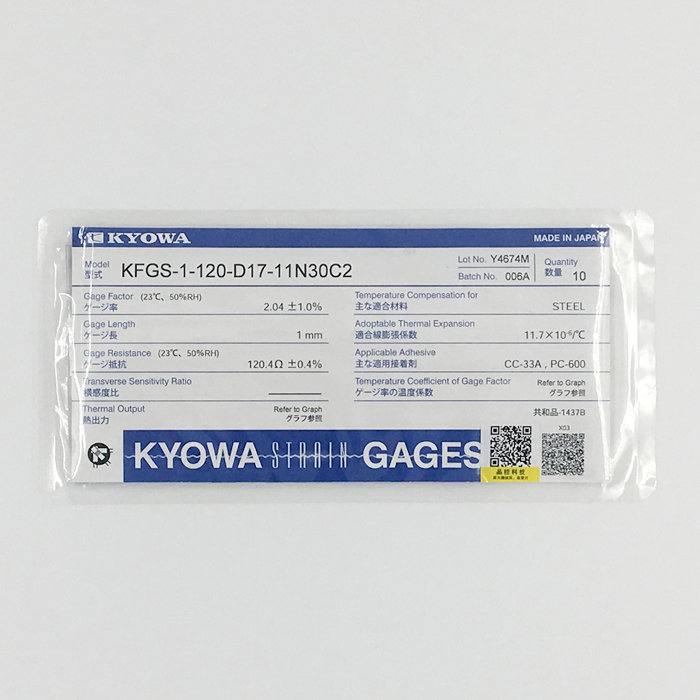 KYOWA MADE IN JAPAN
Model
型式 KFGS-1-120-D17-11N30C2
Lot No. Y4674M
Batch No. 006A
Quantity
数量 10
Gage Factor (23℃, 50%RH)
ゲージ率 2.04 ±1.0%
Gage Length
ゲージ長 1 mm
Gage Resistance (23℃, 50%RH)
ゲージ抵抗 120.4Ω ±0.4%
Transverse Sensitivity Ratio
横感度比
Thermal Output
熱出力
Refer to Graph
グラフ参照
Temperature Compensation for
主な適合材料 STEEL
Adoptable Thermal Expansion
適合線膨張係数 11.7×10⁻⁶/℃
Applicable Adhesive
主な適用接着剤 CC-33A , PC-600
Temperature Coefficient of Gage Factor
ゲージ率の温度係数
Refer to Graph
グラフ参照
共和品-1437B
X03
KYOWA STRAIN GAGES